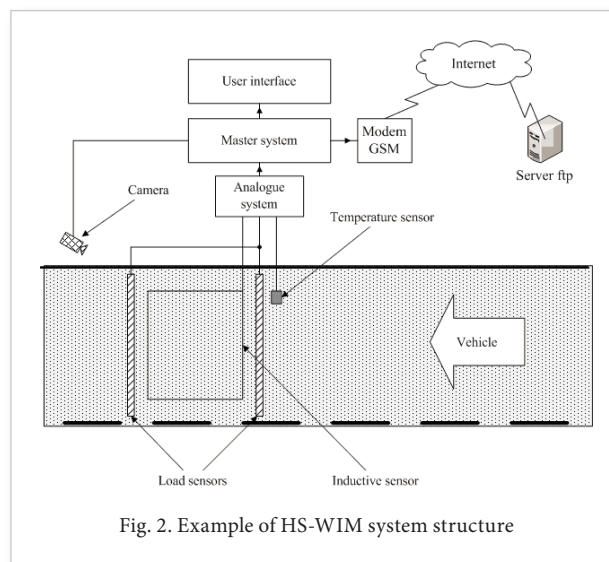 Internet
User interface
Master system
Modem
GSM
Server ftp
Analogue
system
Camera
Temperature sensor
Vehicle
Load sensors
Inductive sensor
Fig. 2. Example of HS-WIM system structure